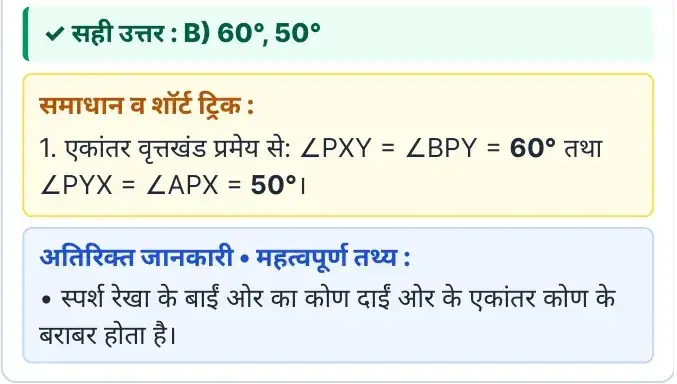 ✓ सही उत्तर : B) 60°, 50°
समाधान व शॉर्ट ट्रिक :
1. एकांतर वृत्तखंड प्रमेय से: ∠PXY = ∠BPY = 60° तथा
∠PYX = ∠APX = 50°।
अतिरिक्त जानकारी • महत्वपूर्ण तथ्य :
• स्पर्श रेखा के बाईं ओर का कोण दाईं ओर के एकांतर कोण के
बराबर होता है।